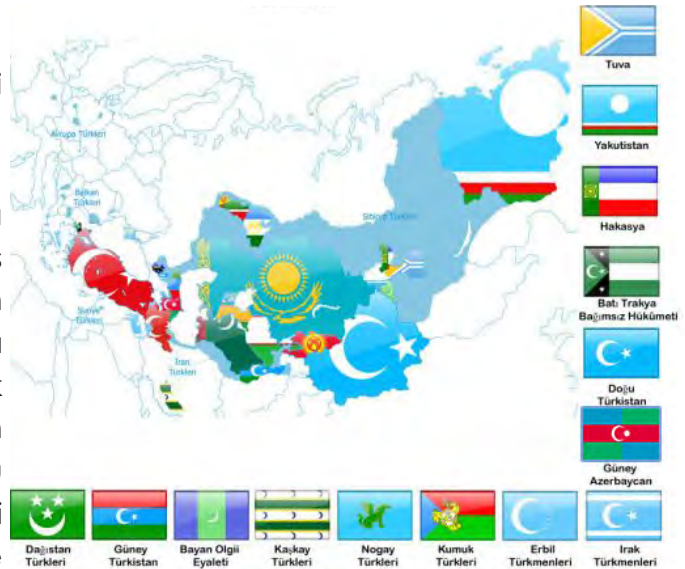 Avrupa Türkleri
Balkan
Türkleri
Suriye
Türkleri
İran
Türkleri
Sibirya Türkleri
Tuva
Yakutistan
Hakasya
Batı Trakya
Bağımsız Hükûmeti
Doğu
Türkistan
Güney
Azerbaycan
Dağıstan
Türkleri
Güney
Türkistan
Bayan Olgii
Eyaleti
Kaşkay
Türkleri
Nogay
Türkleri
Kumuk
Türkleri
Erbil
Türkmenleri
Irak
Türkmenleri